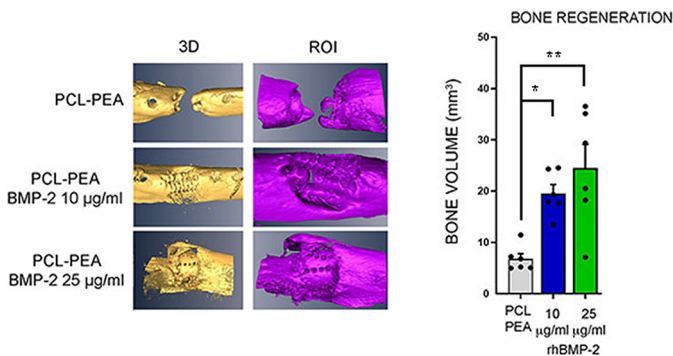 3D
ROI
PCL-PEA
PCL-PEA
BMP-2 10 μg/ml
PCL-PEA
BMP-2 25 μg/ml
BONE REGENERATION
BONE VOLUME (mm³)
50
40
30
20
10
0
*
**
PCL
PEA
10
μg/ml
25
μg/ml
rhBMP-2